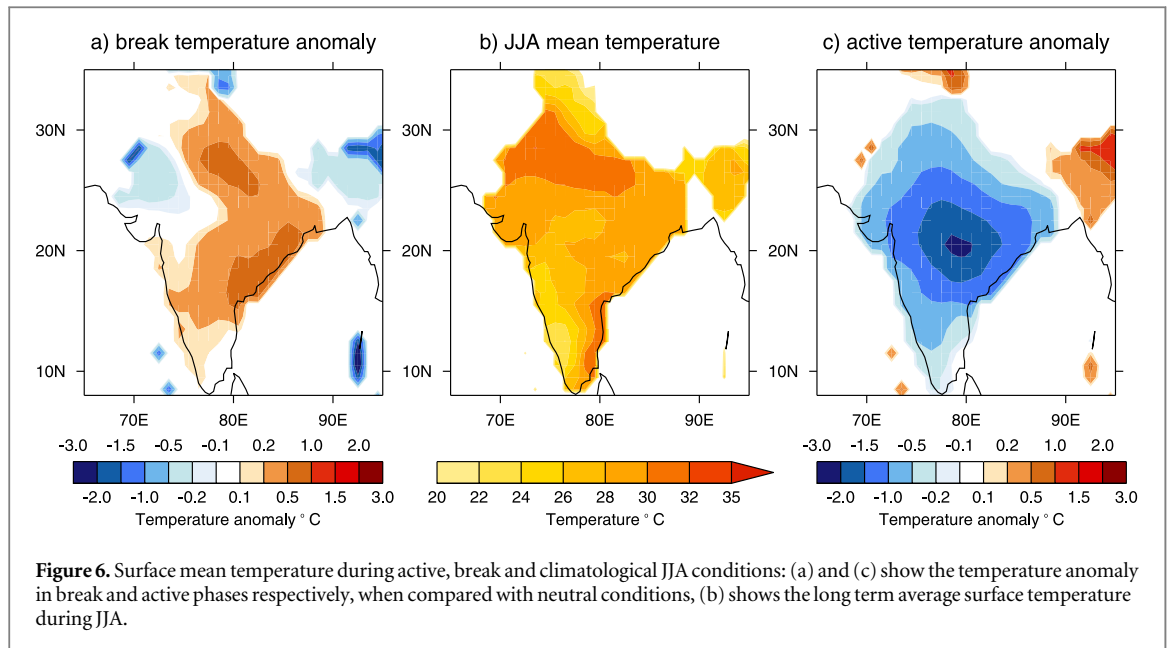 a) break temperature anomaly
b) JJA mean temperature
c) active temperature anomaly
30N
20N
10N
70E 80E 90E
30N
20N
10N
70E 80E 90E
30N
20N
10N
70E 80E 90E
-3.0 -1.5 -0.5 -0.1 0.2 1.0 2.0
-2.0 -1.0 -0.2 0.1 0.5 1.5 3.0
Temperature anomaly ° C
20 22 24 26 28 30 32 35
Temperature ° C
-3.0 -1.5 -0.5 -0.1 0.2 1.0 2.0
-2.0 -1.0 -0.2 0.1 0.5 1.5 3.0
Temperature anomaly ° C
Figure 6. Surface mean temperature during active, break and climatological JJA conditions: (a) and (c) show the temperature anomaly
in break and active phases respectively, when compared with neutral conditions, (b) shows the long term average surface temperature
during JJA.